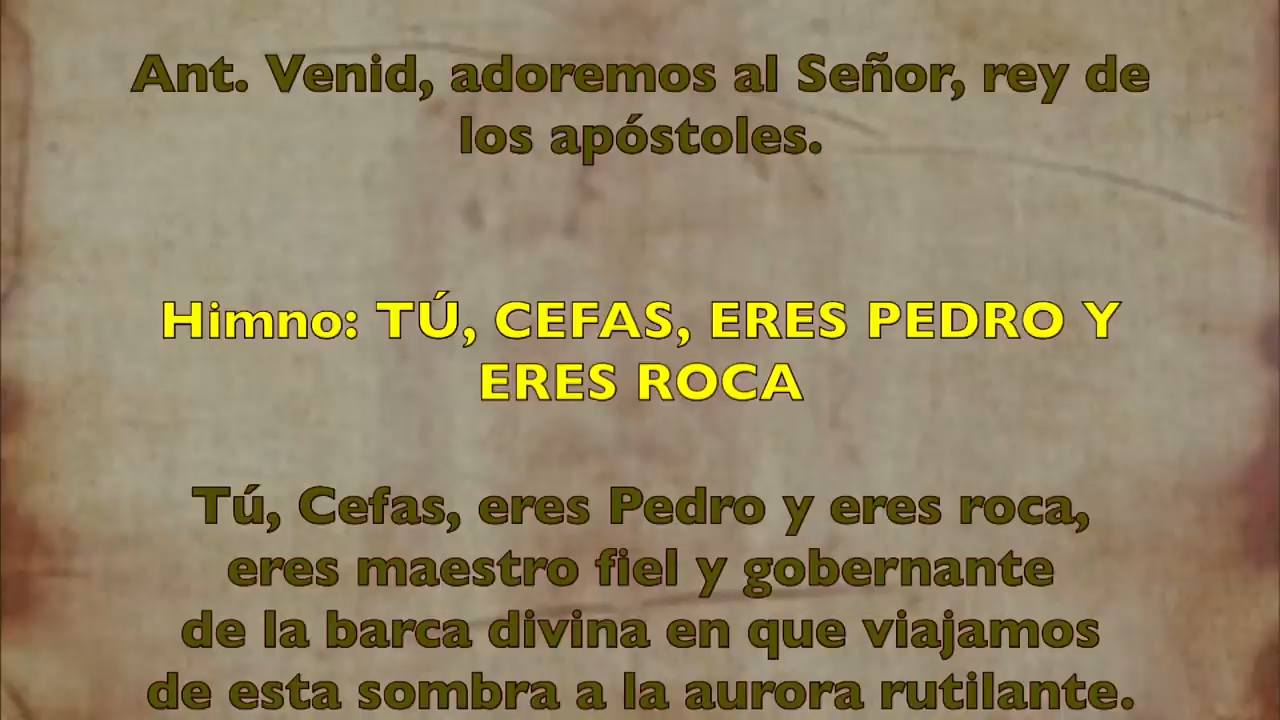 Ant. Venid, adoremos al Señor, rey de
los apóstoles.
Himno: TÚ, CEFAS, ERES PEDRO Y
ERES ROCA
Tú, Cefas, eres Pedro y eres roca,
eres maestro fiel y gobernante
de la barca divina en que viajamos
de esta sombra a la aurora rutilante.